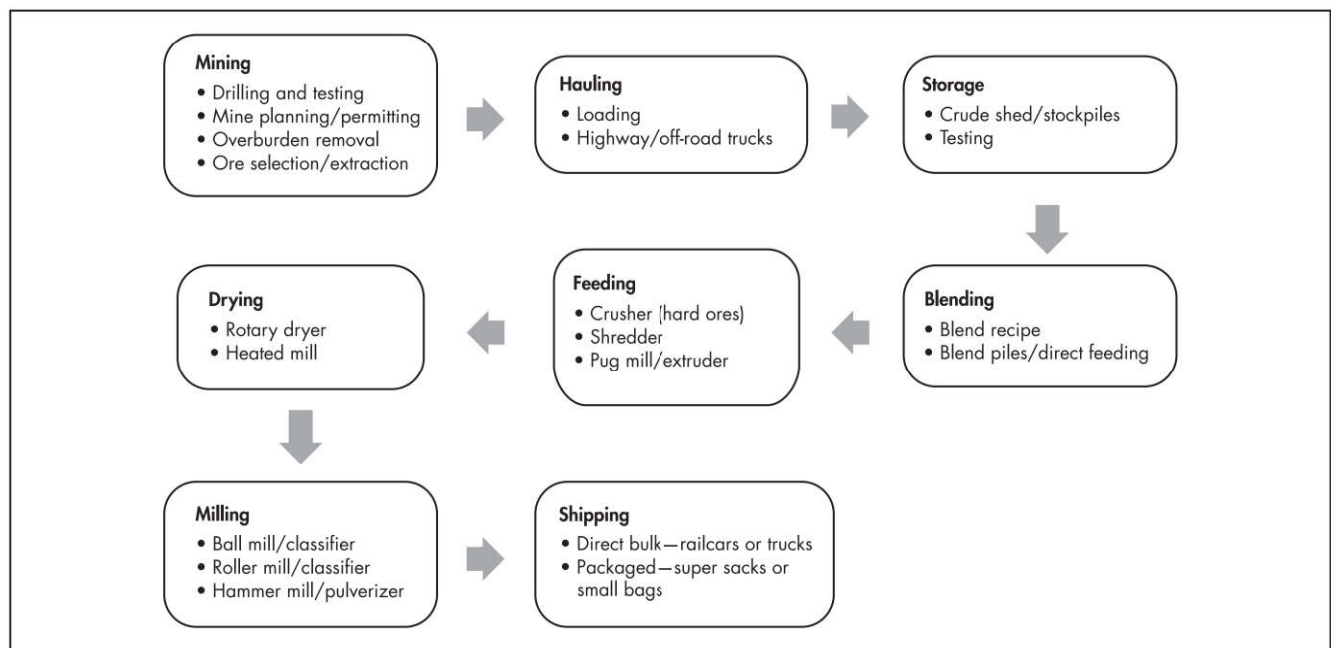 Mining
• Drilling and testing
• Mine planning/permitting
• Overburden removal
• Ore selection/extraction
Hauling
• Loading
• Highway/off-road trucks
Storage
• Crude shed/stockpiles
• Testing
Blending
• Blend recipe
• Blend piles/direct feeding
Feeding
• Crusher (hard ores)
• Shredder
• Pug mill/extruder
Drying
• Rotary dryer
• Heated mill
Milling
• Ball mill/classifier
• Roller mill/classifier
• Hammer mill/pulverizer
Shipping
• Direct bulk—railcars or trucks
• Packaged—super sacks or
small bags